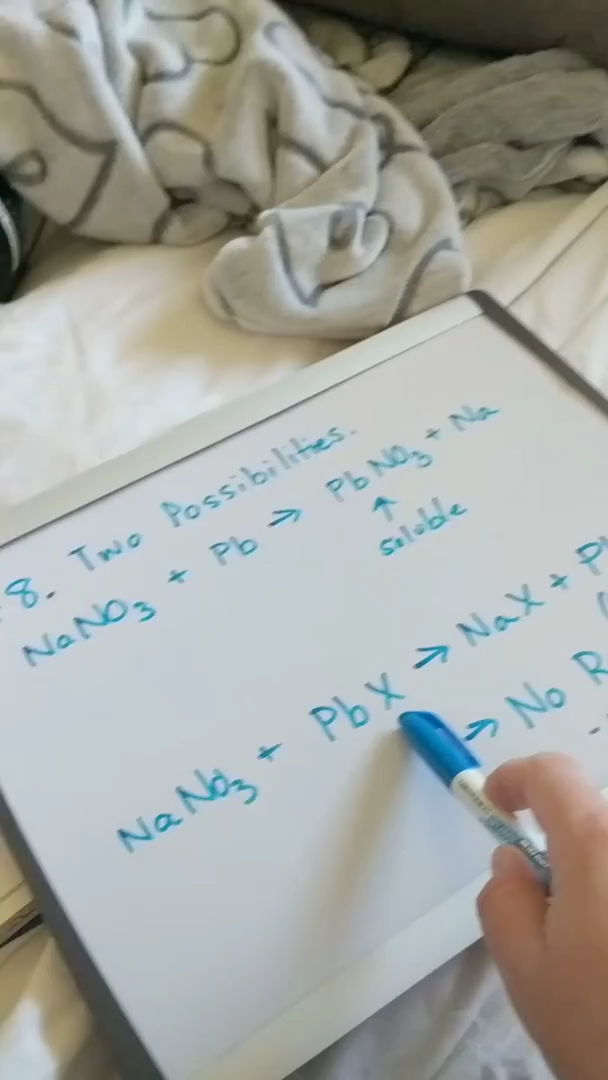 8. Two Possibilities.
NaNO3 + Pb → PbNO3 + Na
↑
soluble
NaNO3 + PbX → NaX +
→ No